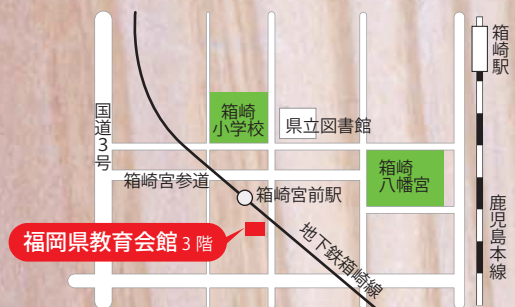 箱崎駅
国道3号
箱崎
小学校
県立図書館
箱崎
八幡宮
箱崎宮参道
箱崎宮前駅
鹿児島本線
福岡県教育会館 3階
地下鉄箱崎線